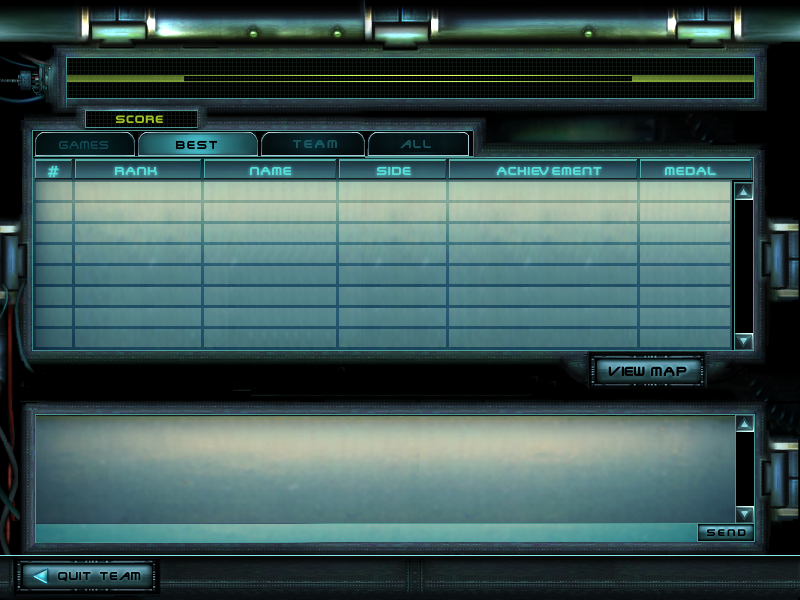 SCORE
GAMES BEST TEAM ALL
# RANK NAME SIDE ACHIEVEMENT MEDAL
VIEW MAP
SEND
QUIT TEAM